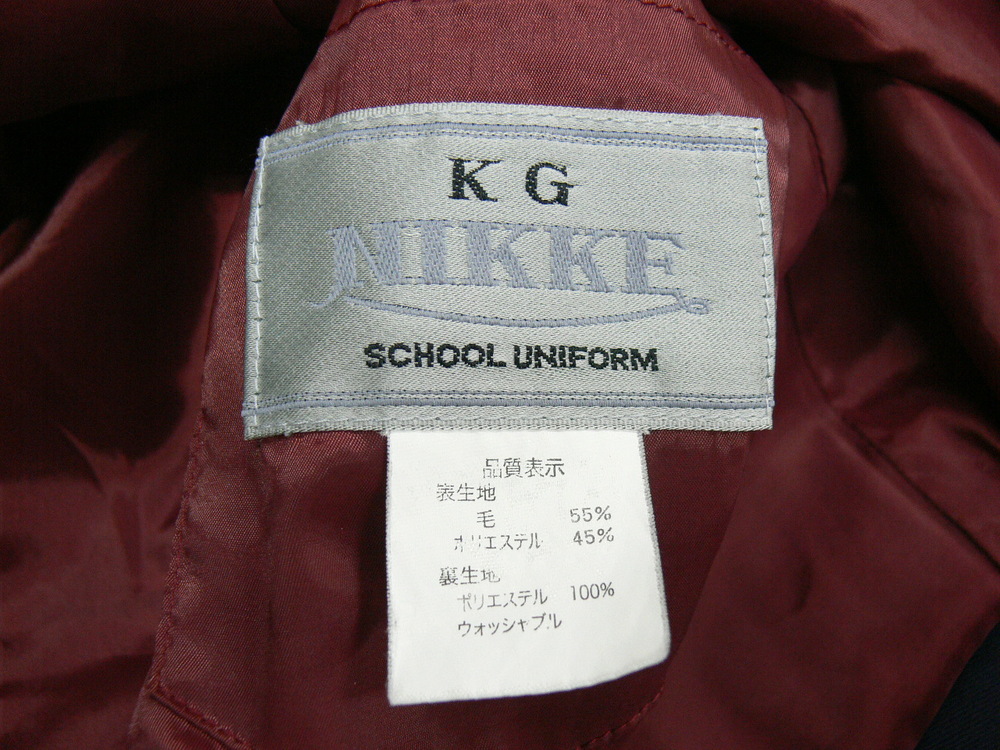 K G
NIKKE
SCHOOL UNIFORM
品質表示
表生地
毛 55%
ポリエステル 45%
裏生地
ポリエステル 100%
ウォッシャブル